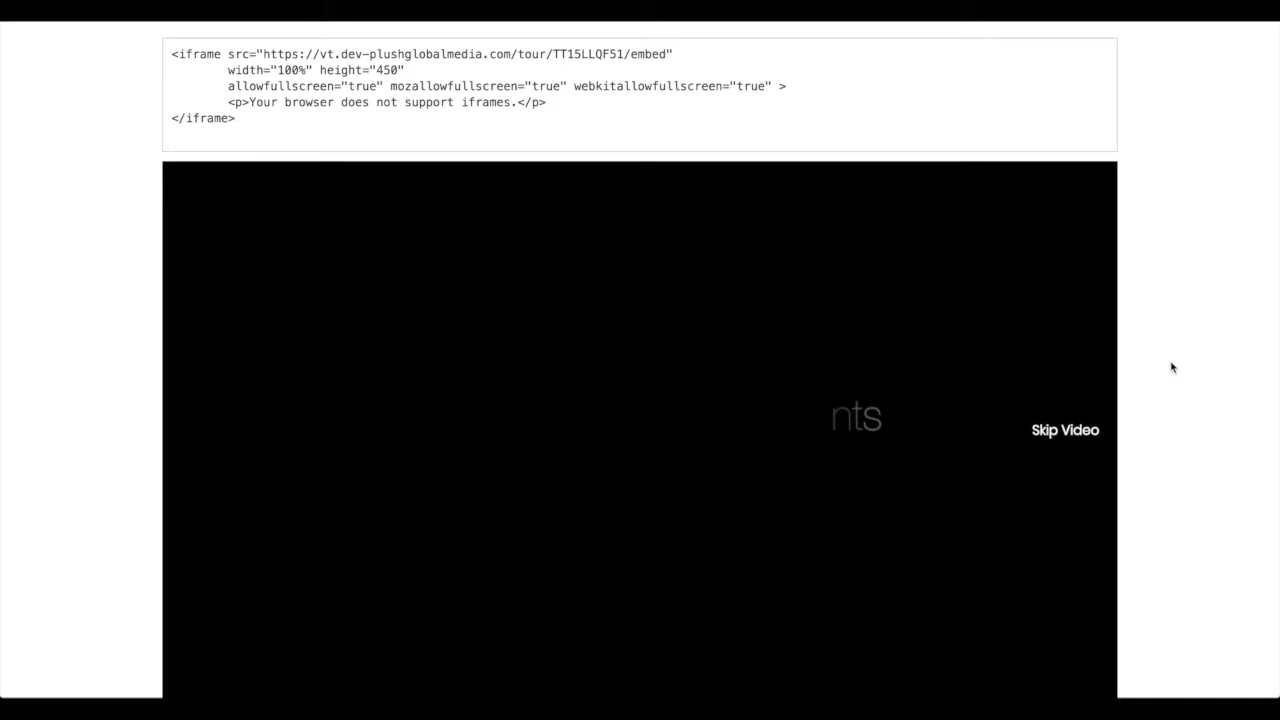 <iframe src="https://vt.dev-plushglobalmedia.com/tour/TT15LLQF51/embed"
width="100%" height="450"
allowfullscreen="true" mozallowfullscreen="true" webkitallowfullscreen="true" >
<p>Your browser does not support iframes.</p>
</iframe>
nts
Skip Video